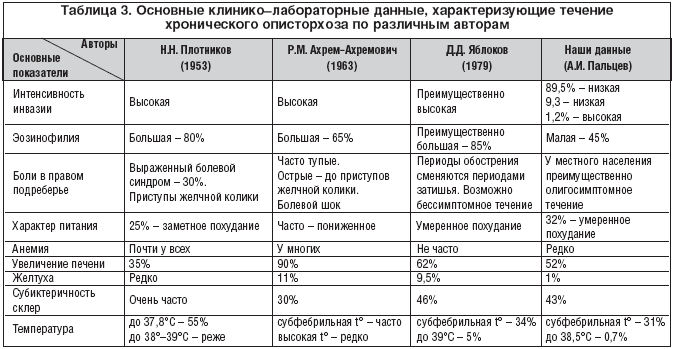 Таблица 3. Основные клинико–лабораторные данные, характеризующие течение
хронического описторхоза по различным авторам
Авторы
Основные
показатели
Н.Н. Плотников
(1953)
Р.М. Ахрем-Ахремович
(1963)
Д.Д. Яблоков
(1979)
Наши данные
(А.И. Пальцев)
Интенсивность
инвазии
Высокая
Высокая
Преимущественно
высокая
89,5% – низкая
9,3 – низкая
1,2% – высокая
Эозинофилия
Большая – 80%
Большая – 65%
Преимущественно
большая – 85%
Малая – 45%
Боли в правом
подреберье
Выраженный болевой
синдром – 30%.
Приступы желчной колики
Часто тупые.
Острые – до приступов
желчной колики.
Болевой шок
Периоды обострения
сменяются периодами
затишья. Возможно
бессимптомное течение
У местного населения
преимущественно
олигосимптомное
течение
Характер питания
25% – заметное похудание
Часто – пониженное
Умеренное похудание
32% – умеренное
похудание
Анемия
Почти у всех
У многих
Не часто
Редко
Увеличение печени
35%
90%
62%
52%
Желтуха
Редко
11%
9,5%
1%
Субиктеричность
склер
Очень часто
30%
46%
43%
Температура
до 37,8°С – 55%
до 38°–39°С – реже
субфебрильная t° – часто
высокая t° – редко
субфебрильная t° – 34%
до 39°С – 5%
субфебрильная t° – 31%
до 38,5°С – 0,7%